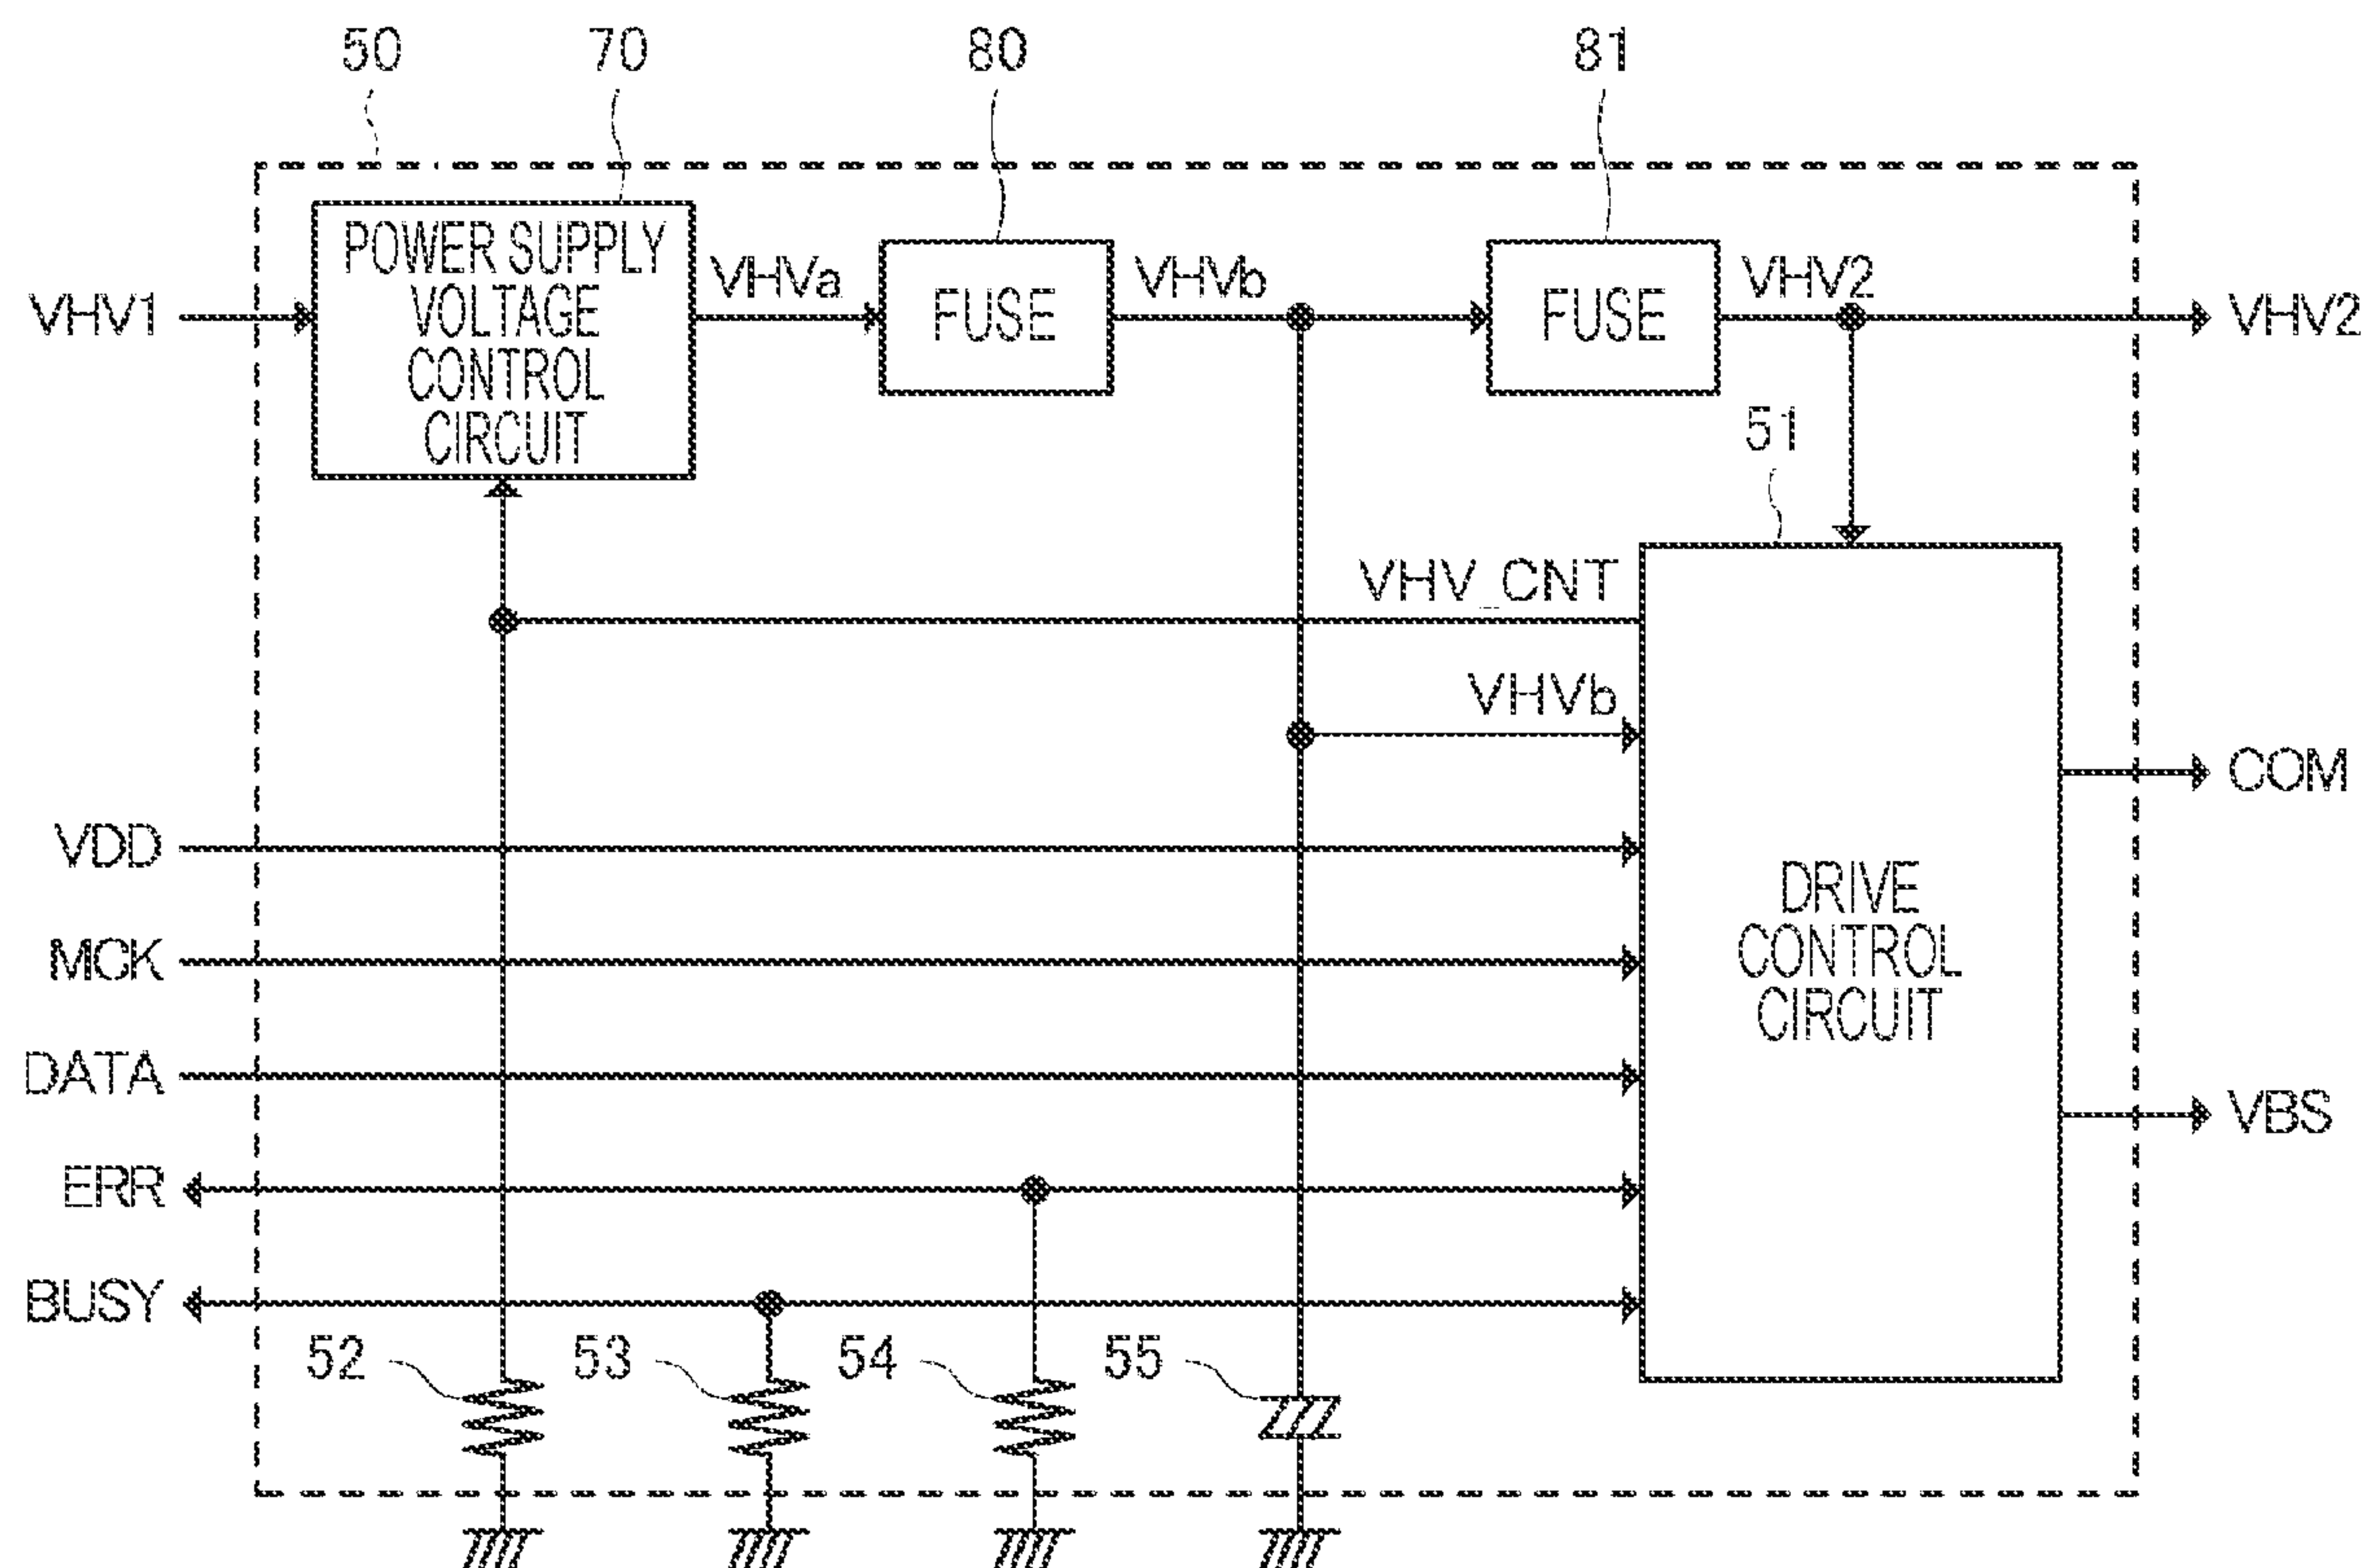 50
70
80
81
POWER SUPPLY
VOLTAGE
CONTROL
CIRCUIT
VHV1
VHVa
FUSE
VHVb
FUSE
VHV2
VHV2
51
VHV_CNT
VHVb
DRIVE
CONTROL
CIRCUIT
COM
VBS
VDD
MCK
DATA
ERR
BUSY
52
53
54
55